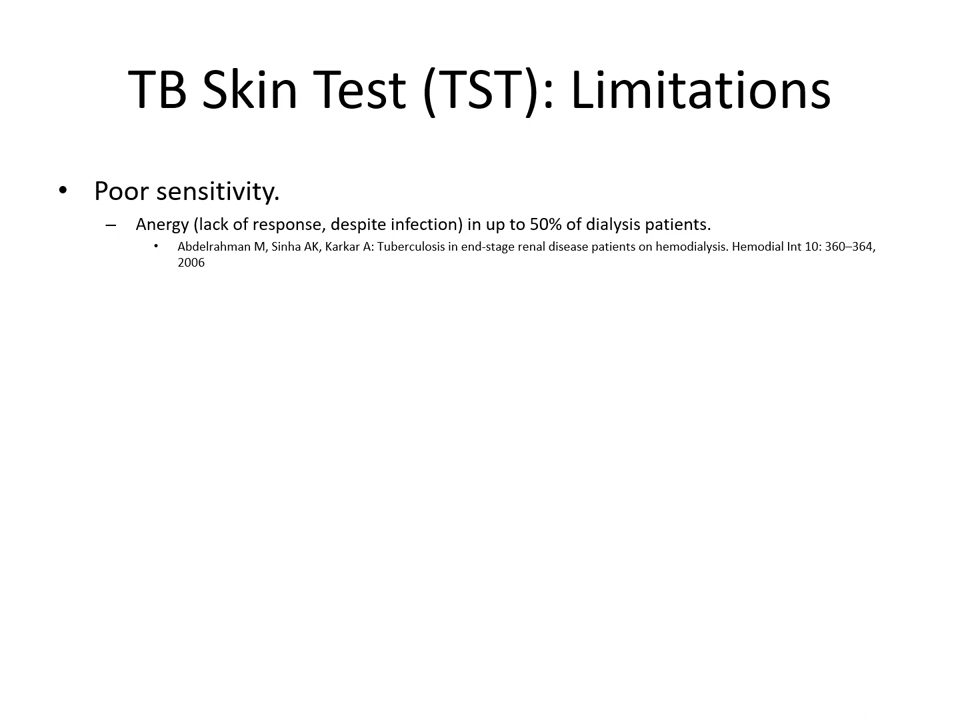 TB Skin Test (TST): Limitations
• Poor sensitivity.
– Anergy (lack of response, despite infection) in up to 50% of dialysis patients.
• Abdelrahman M, Sinha AK, Karkar A: Tuberculosis in end-stage renal disease patients on hemodialysis. Hemodial Int 10: 360–364,
2006